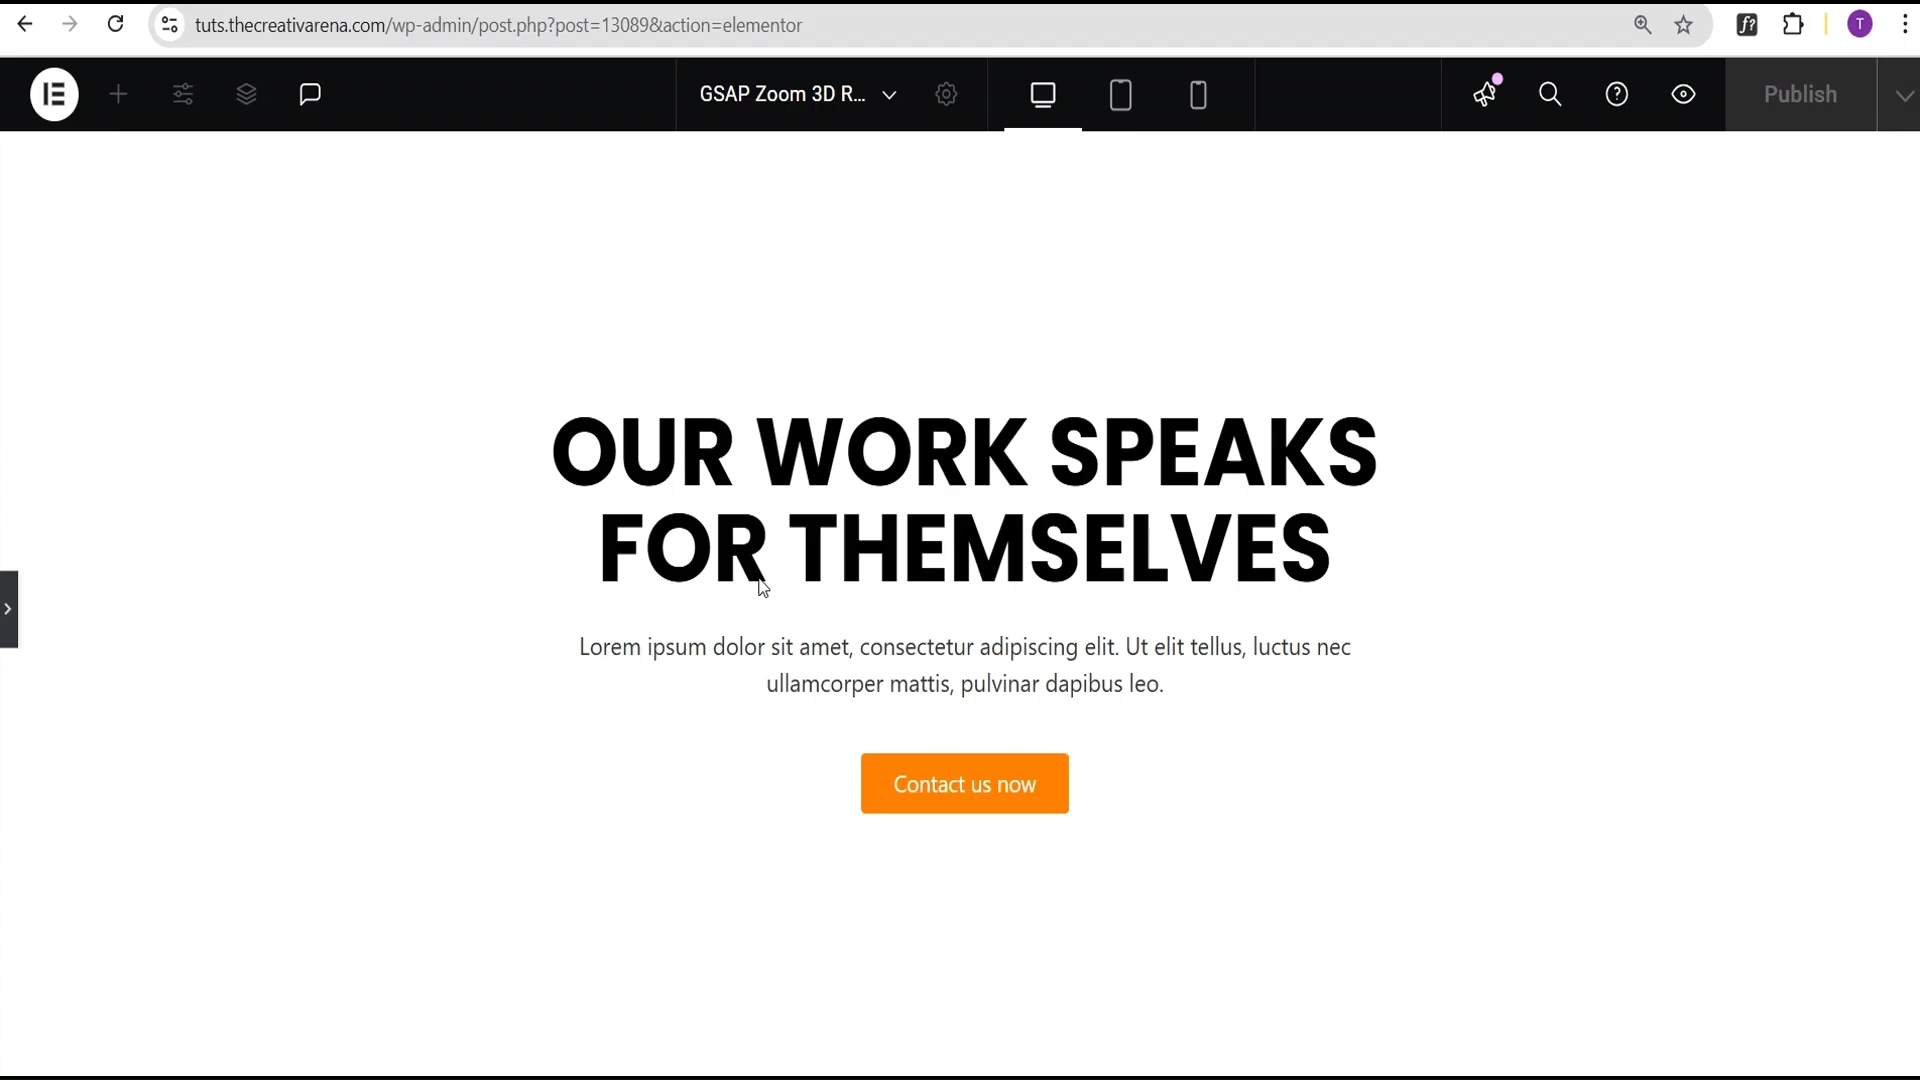 tuts.thecreativarena.com/wp-admin/post.php?post=13089&action=elementor
f?
T
GSAP Zoom 3D R...
Publish
OUR WORK SPEAKS
FOR THEMSELVES
Lorem ipsum dolor sit amet, consectetur adipiscing elit. Ut elit tellus, luctus nec
ullamcorper mattis, pulvinar dapibus leo.
Contact us now